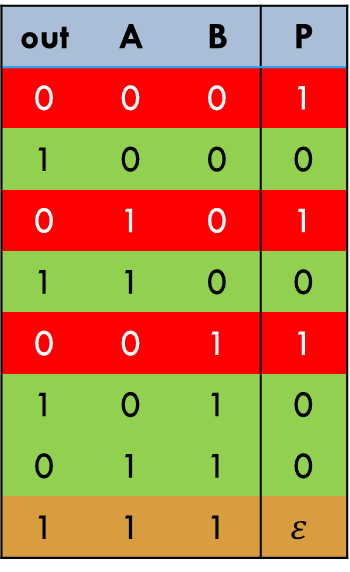 out A B P
0 0 0 1
1 0 0 0
0 1 0 1
1 1 0 0
0 0 1 1
1 0 1 0
0 1 1 0
1 1 1 ε